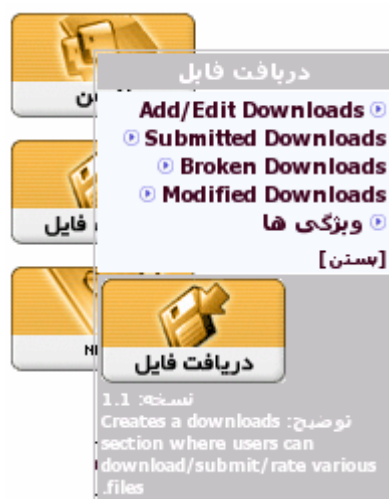 دریافت فایل
Add/Edit Downloads
Submitted Downloads
Broken Downloads
Modified Downloads
ویژگی ها
[بستن]
فایل
دریافت فایل
نسخه: 1.1
توضیح: Creates a downloads
section where users can
download/submit/rate various
files.